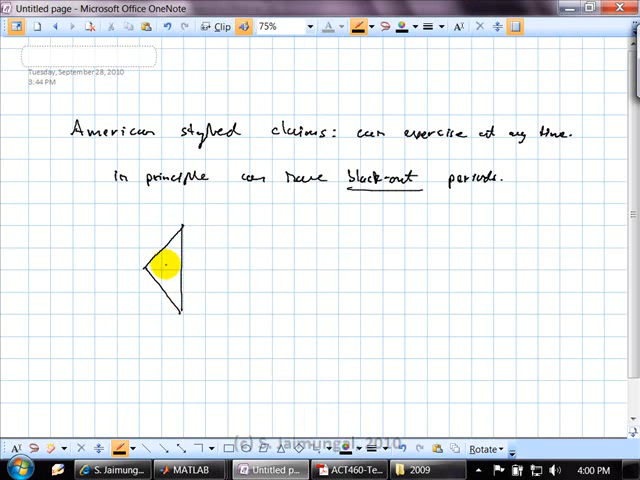 Untitled page - Microsoft Office OneNote
Clip
75%
Tuesday, September 28, 2010
3:44 PM
American styled claims: can exercise at any time.
in principle can have black-out periods.
(c) S. Jaimungal, 2010
Rotate
S. Jaimung...
MATLAB
Untitled p...
ACT460-Te...
2009
4:00 PM